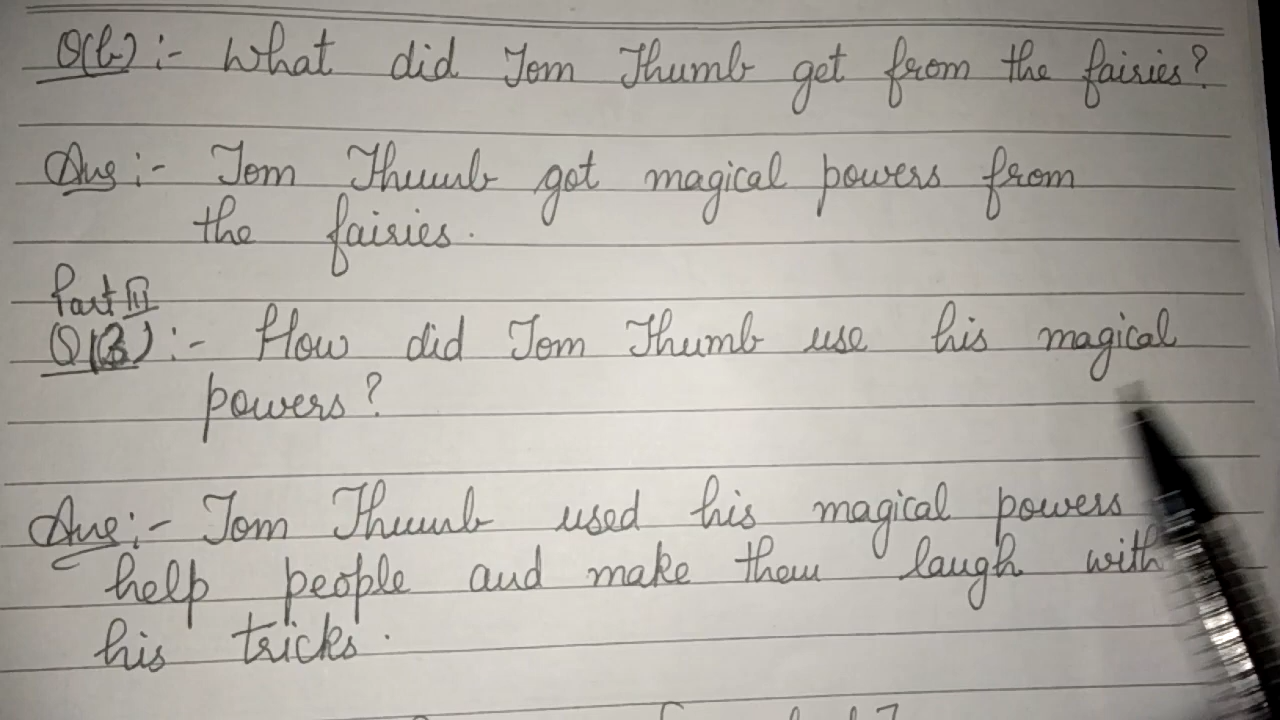 Q(b):- What did Tom Thumb get from the fairies?
Ans:- Tom Thumb got magical powers from
the fairies.
Part III
Q(3):- How did Tom Thumb use his magical
powers?
Ans:- Tom Thumb used his magical powers
help people and make them laugh with
his tricks.